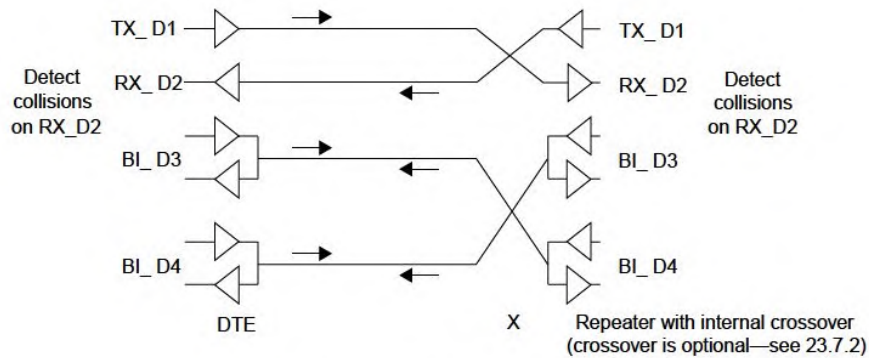 TX_ D1
TX_ D1
Detect
collisions
on RX_D2
RX_ D2
RX_ D2
Detect
collisions
on RX_D2
BI_ D3
BI_ D3
BI_ D4
BI_ D4
DTE
X
Repeater with internal crossover
(crossover is optional—see 23.7.2)